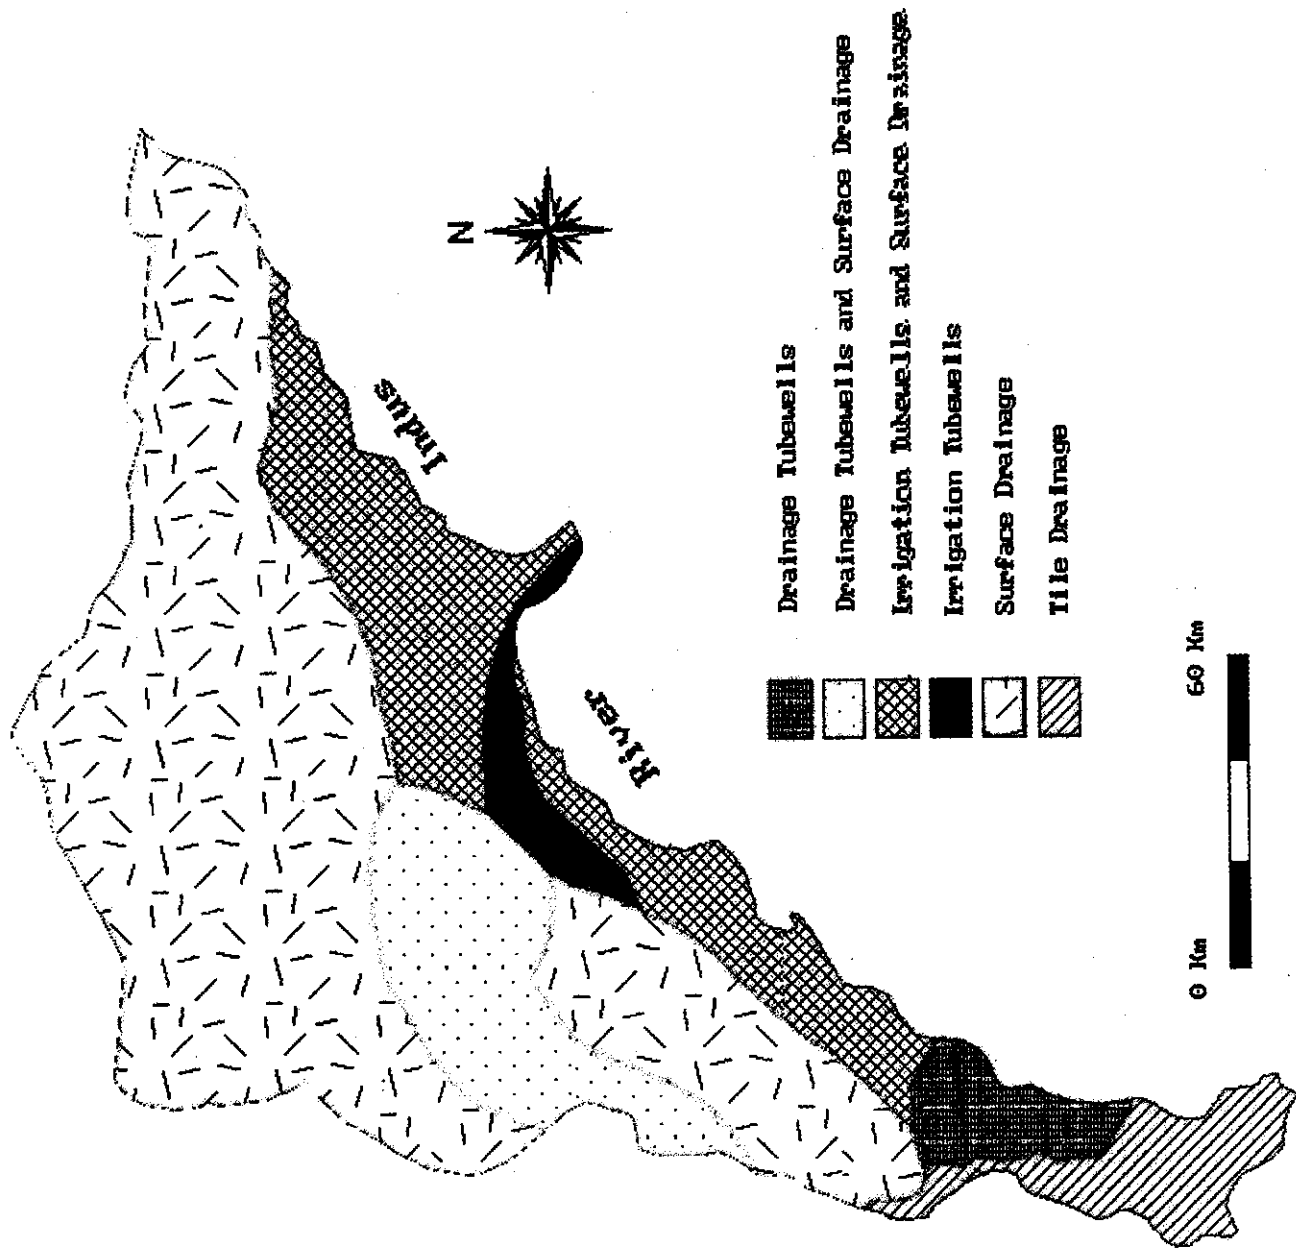 N
Indus
River
Drainage Tubewells
Drainage Tubewells and Surface Drainage
Irrigation Tubewells and Surface Drainage
Irrigation Tubewells
Surface Drainage
Tile Drainage
0 Km 60 Km